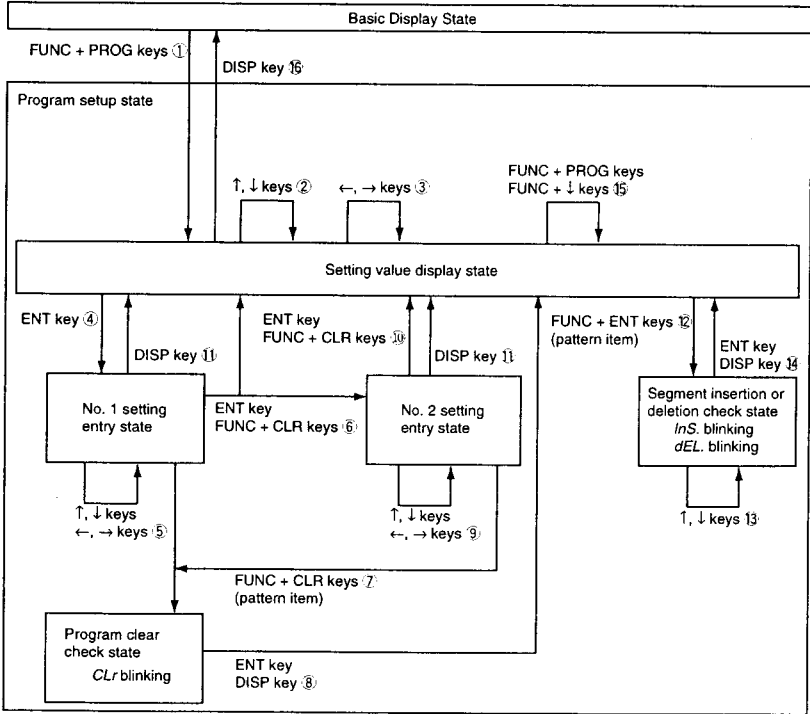 Basic Display State
FUNC + PROG keys ①
DISP key ⑯
Program setup state
↑, ↓ keys ②
←, → keys ③
FUNC + PROG keys
FUNC + ↓ keys ⑮
Setting value display state
ENT key ④
DISP key ⑪
ENT key
FUNC + CLR keys ⑩
DISP key ⑪
FUNC + ENT keys ⑫
(pattern item)
ENT key
DISP key ⑭
No. 1 setting
entry state
ENT key
FUNC + CLR keys ⑥
No. 2 setting
entry state
Segment insertion or
deletion check state
InS. blinking
dEL. blinking
↑, ↓ keys
←, → keys ⑤
↑, ↓ keys
←, → keys ⑨
↑, ↓ keys ⑬
FUNC + CLR keys ⑦
(pattern item)
Program clear
check state
CLr blinking
ENT key
DISP key ⑧